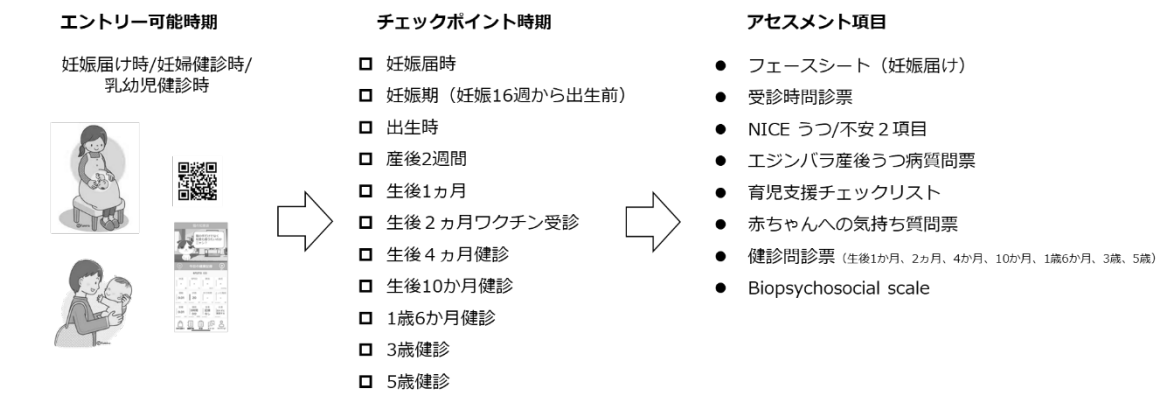 エントリー可能時期
妊娠届け時/妊婦健診時/
乳幼児健診時
チェックポイント時期
妊娠届時
妊娠期（妊娠16週から出生前）
出生時
産後2週間
生後1ヵ月
生後２ヵ月ワクチン受診
生後４ヵ月健診
生後10か月健診
1歳6か月健診
3歳健診
5歳健診
アセスメント項目
フェースシート（妊娠届け）
受診時問診票
NICE うつ/不安２項目
エジンバラ産後うつ病質問票
育児支援チェックリスト
赤ちゃんへの気持ち質問票
健診問診票（生後1か月、2ヵ月、4か月、10か月、1歳6か月、3歳、5歳）
Biopsychosocial scale